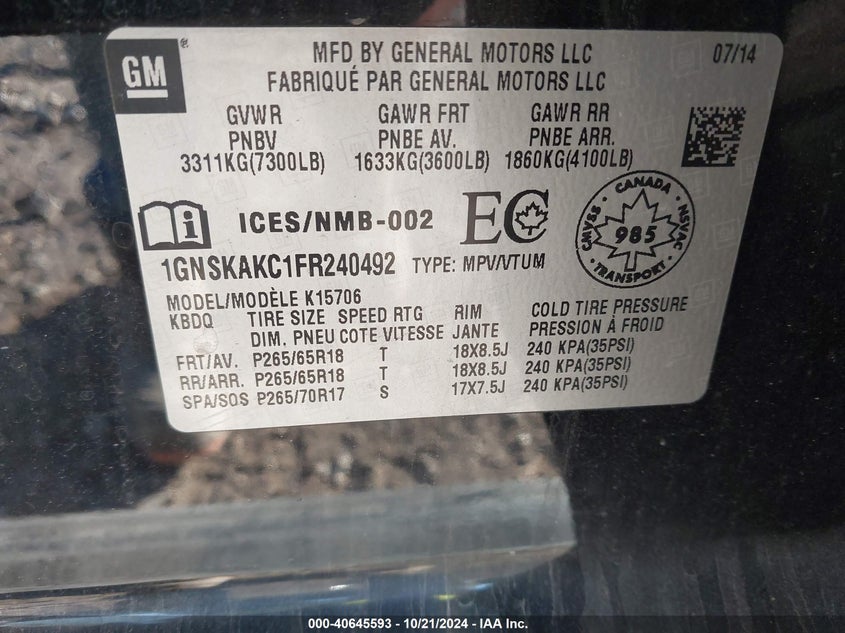 GM®
MFD BY GENERAL MOTORS LLC 07/14
FABRIQUÉ PAR GENERAL MOTORS LLC
GVWR GAWR FRT GAWR RR
PNBV PNBE AV. PNBE ARR.
3311KG(7300LB) 1633KG(3600LB) 1860KG(4100LB)
i ICES/NMB-002 EC
CANADA
CMVSS 985 NSVAC
TRANSPORT
1GNSKAKC1FR240492 TYPE: MPV/VTUM
MODEL/MODÈLE K15706
KBDQ TIRE SIZE SPEED RTG RIM COLD TIRE PRESSURE
DIM. PNEU COTE VITESSE JANTE PRESSION À FROID
FRT/AV. P265/65R18 T 18X8.5J 240 KPA(35PSI)
RR/ARR. P265/65R18 T 18X8.5J 240 KPA(35PSI)
SPA/SOS P265/70R17 S 17X7.5J 240 KPA(35PSI)
000-40645593 - 10/21/2024 - IAA Inc.